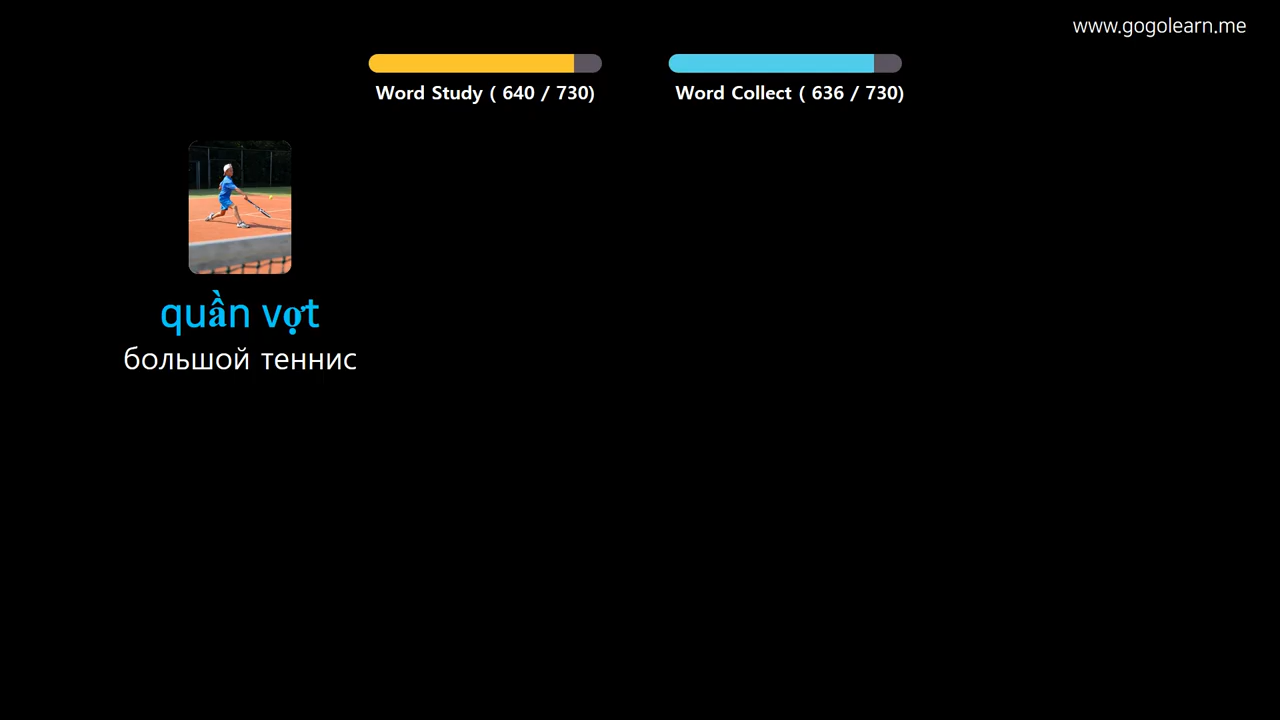 www.gogolearn.me
Word Study ( 640 / 730)
Word Collect ( 636 / 730)
quần vợt
большой теннис